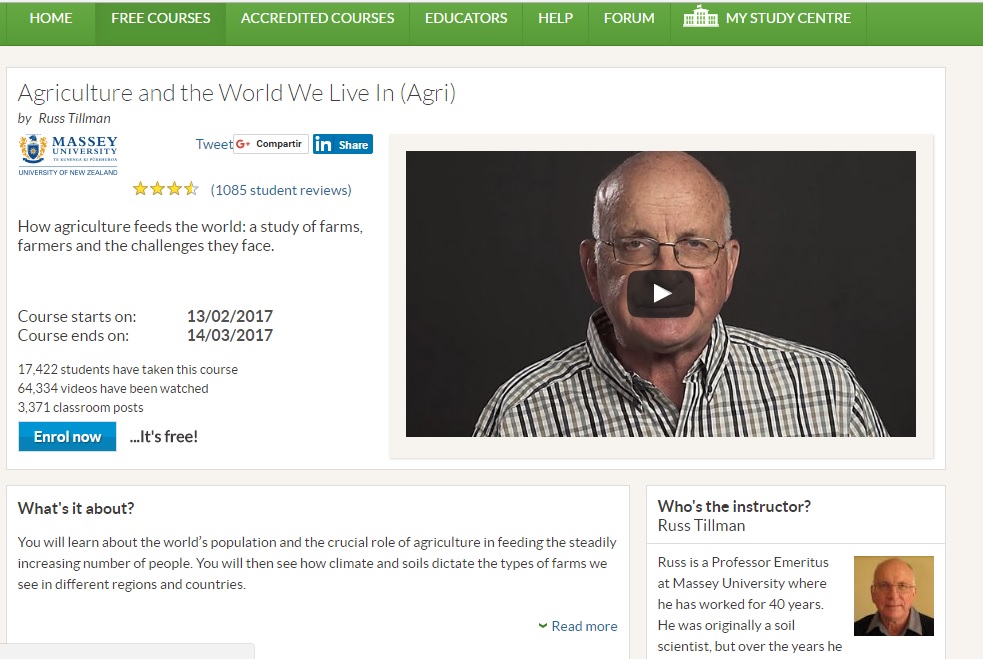 HOME FREE COURSES ACCREDITED COURSES EDUCATORS HELP FORUM MY STUDY CENTRE
Agriculture and the World We Live In (Agri)
by Russ Tillman
MASSEY
UNIVERSITY
TE KUNENGA KI PŪREHUROA
UNIVERSITY OF NEW ZEALAND
Tweet G+ Compartir in Share
(1085 student reviews)
How agriculture feeds the world: a study of farms,
farmers and the challenges they face.
Course starts on: 13/02/2017
Course ends on: 14/03/2017
17,422 students have taken this course
64,334 videos have been watched
3,371 classroom posts
Enrol now ...It's free!
What's it about?
You will learn about the world's population and the crucial role of agriculture in feeding the steadily
increasing number of people. You will then see how climate and soils dictate the types of farms we
see in different regions and countries.
Read more
Who's the instructor?
Russ Tillman
Russ is a Professor Emeritus
at Massey University where
he has worked for 40 years.
He was originally a soil
scientist, but over the years he